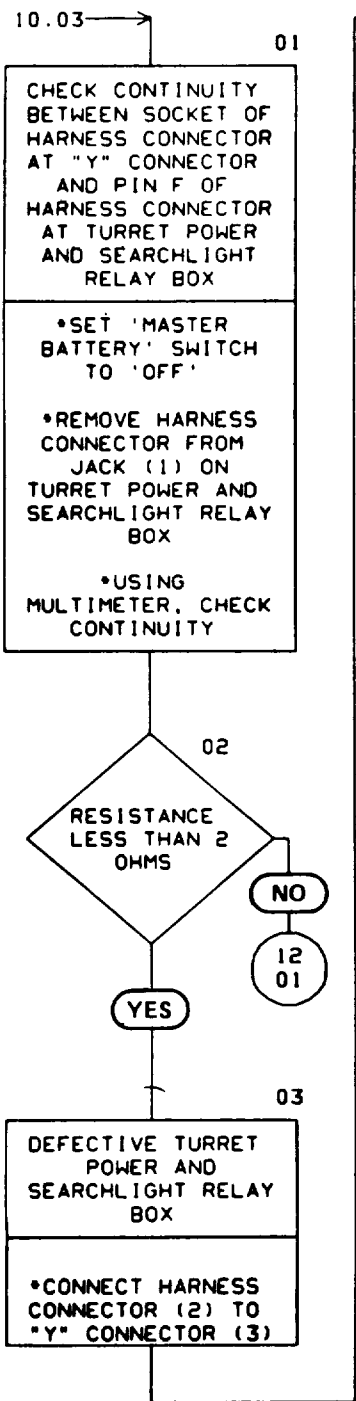 10.03
01
CHECK CONTINUITY
BETWEEN SOCKET OF
HARNESS CONNECTOR
AT "Y" CONNECTOR
AND PIN F OF
HARNESS CONNECTOR
AT TURRET POWER
AND SEARCHLIGHT
RELAY BOX
*SET 'MASTER
BATTERY' SWITCH
TO 'OFF'
*REMOVE HARNESS
CONNECTOR FROM
JACK (1) ON
TURRET POWER AND
SEARCHLIGHT RELAY
BOX
*USING
MULTIMETER, CHECK
CONTINUITY
02
RESISTANCE
LESS THAN 2
OHMS
NO
12
01
YES
03
DEFECTIVE TURRET
POWER AND
SEARCHLIGHT RELAY
BOX
*CONNECT HARNESS
CONNECTOR (2) TO
"Y" CONNECTOR (3)